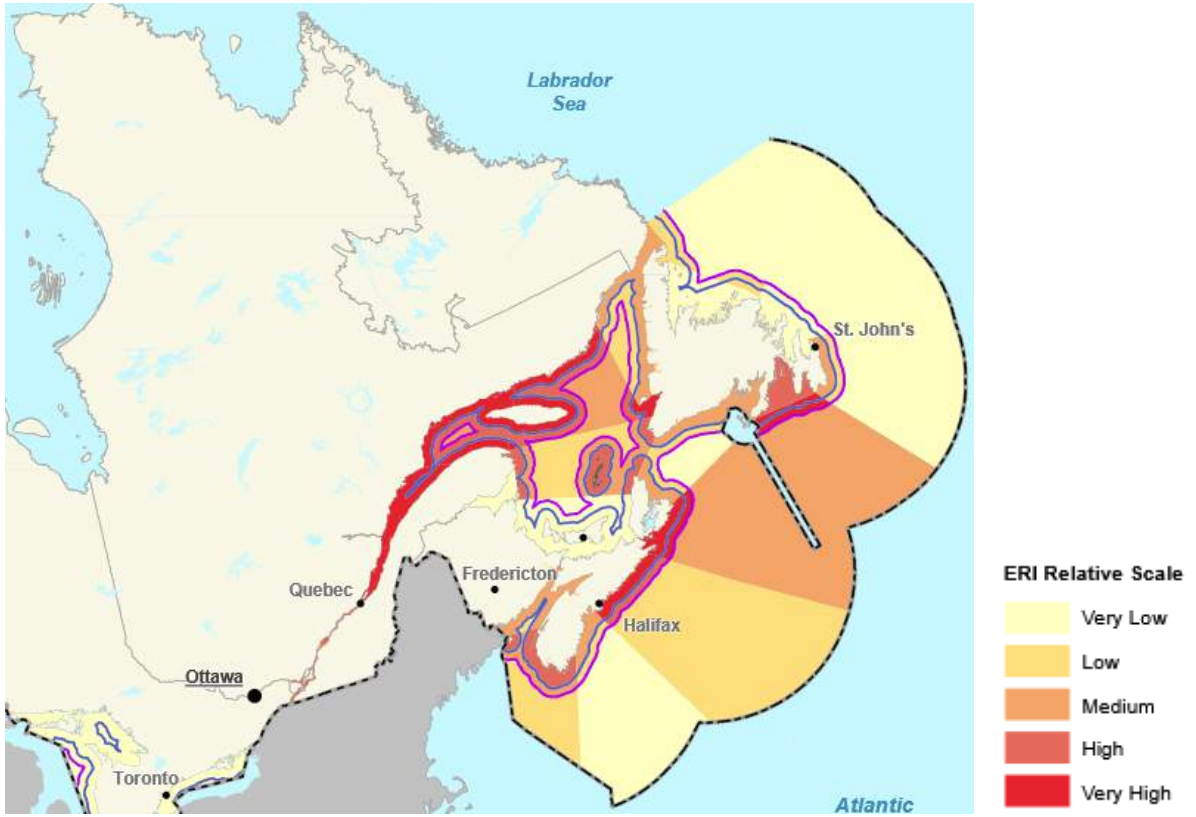 Labrador
Sea
St. John's
Quebec
Fredericton
Halifax
Ottawa
Toronto
Atlantic
ERI Relative Scale
Very Low
Low
Medium
High
Very High